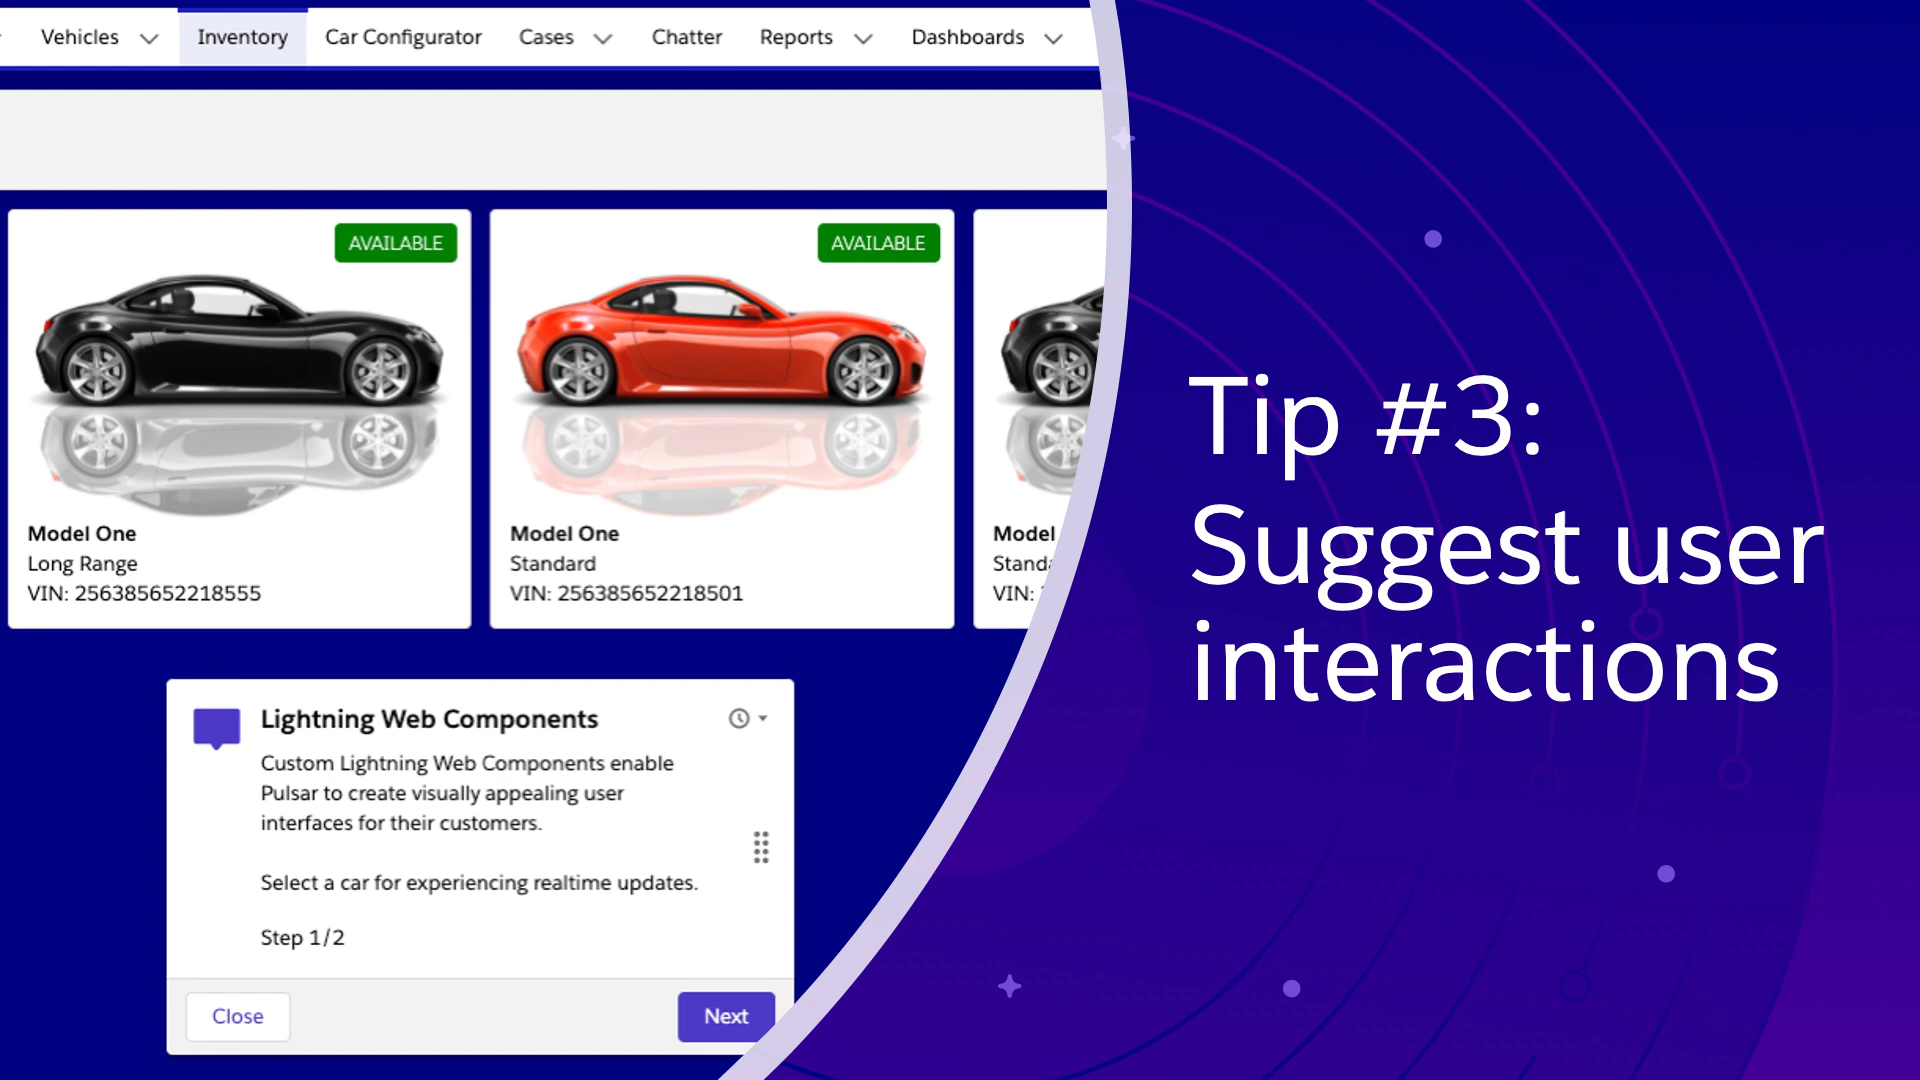 Vehicles Inventory Car Configurator Cases Chatter Reports Dashboards
AVAILABLE
Model One
Long Range
VIN: 256385652218555
AVAILABLE
Model One
Standard
VIN: 256385652218501
Model
VIN:
Lightning Web Components
Custom Lightning Web Components enable
Pulsar to create visually appealing user
interfaces for their customers.
Select a car for experiencing realtime updates.
Step 1/2
Close
Next
Tip #3:
Suggest user
interactions